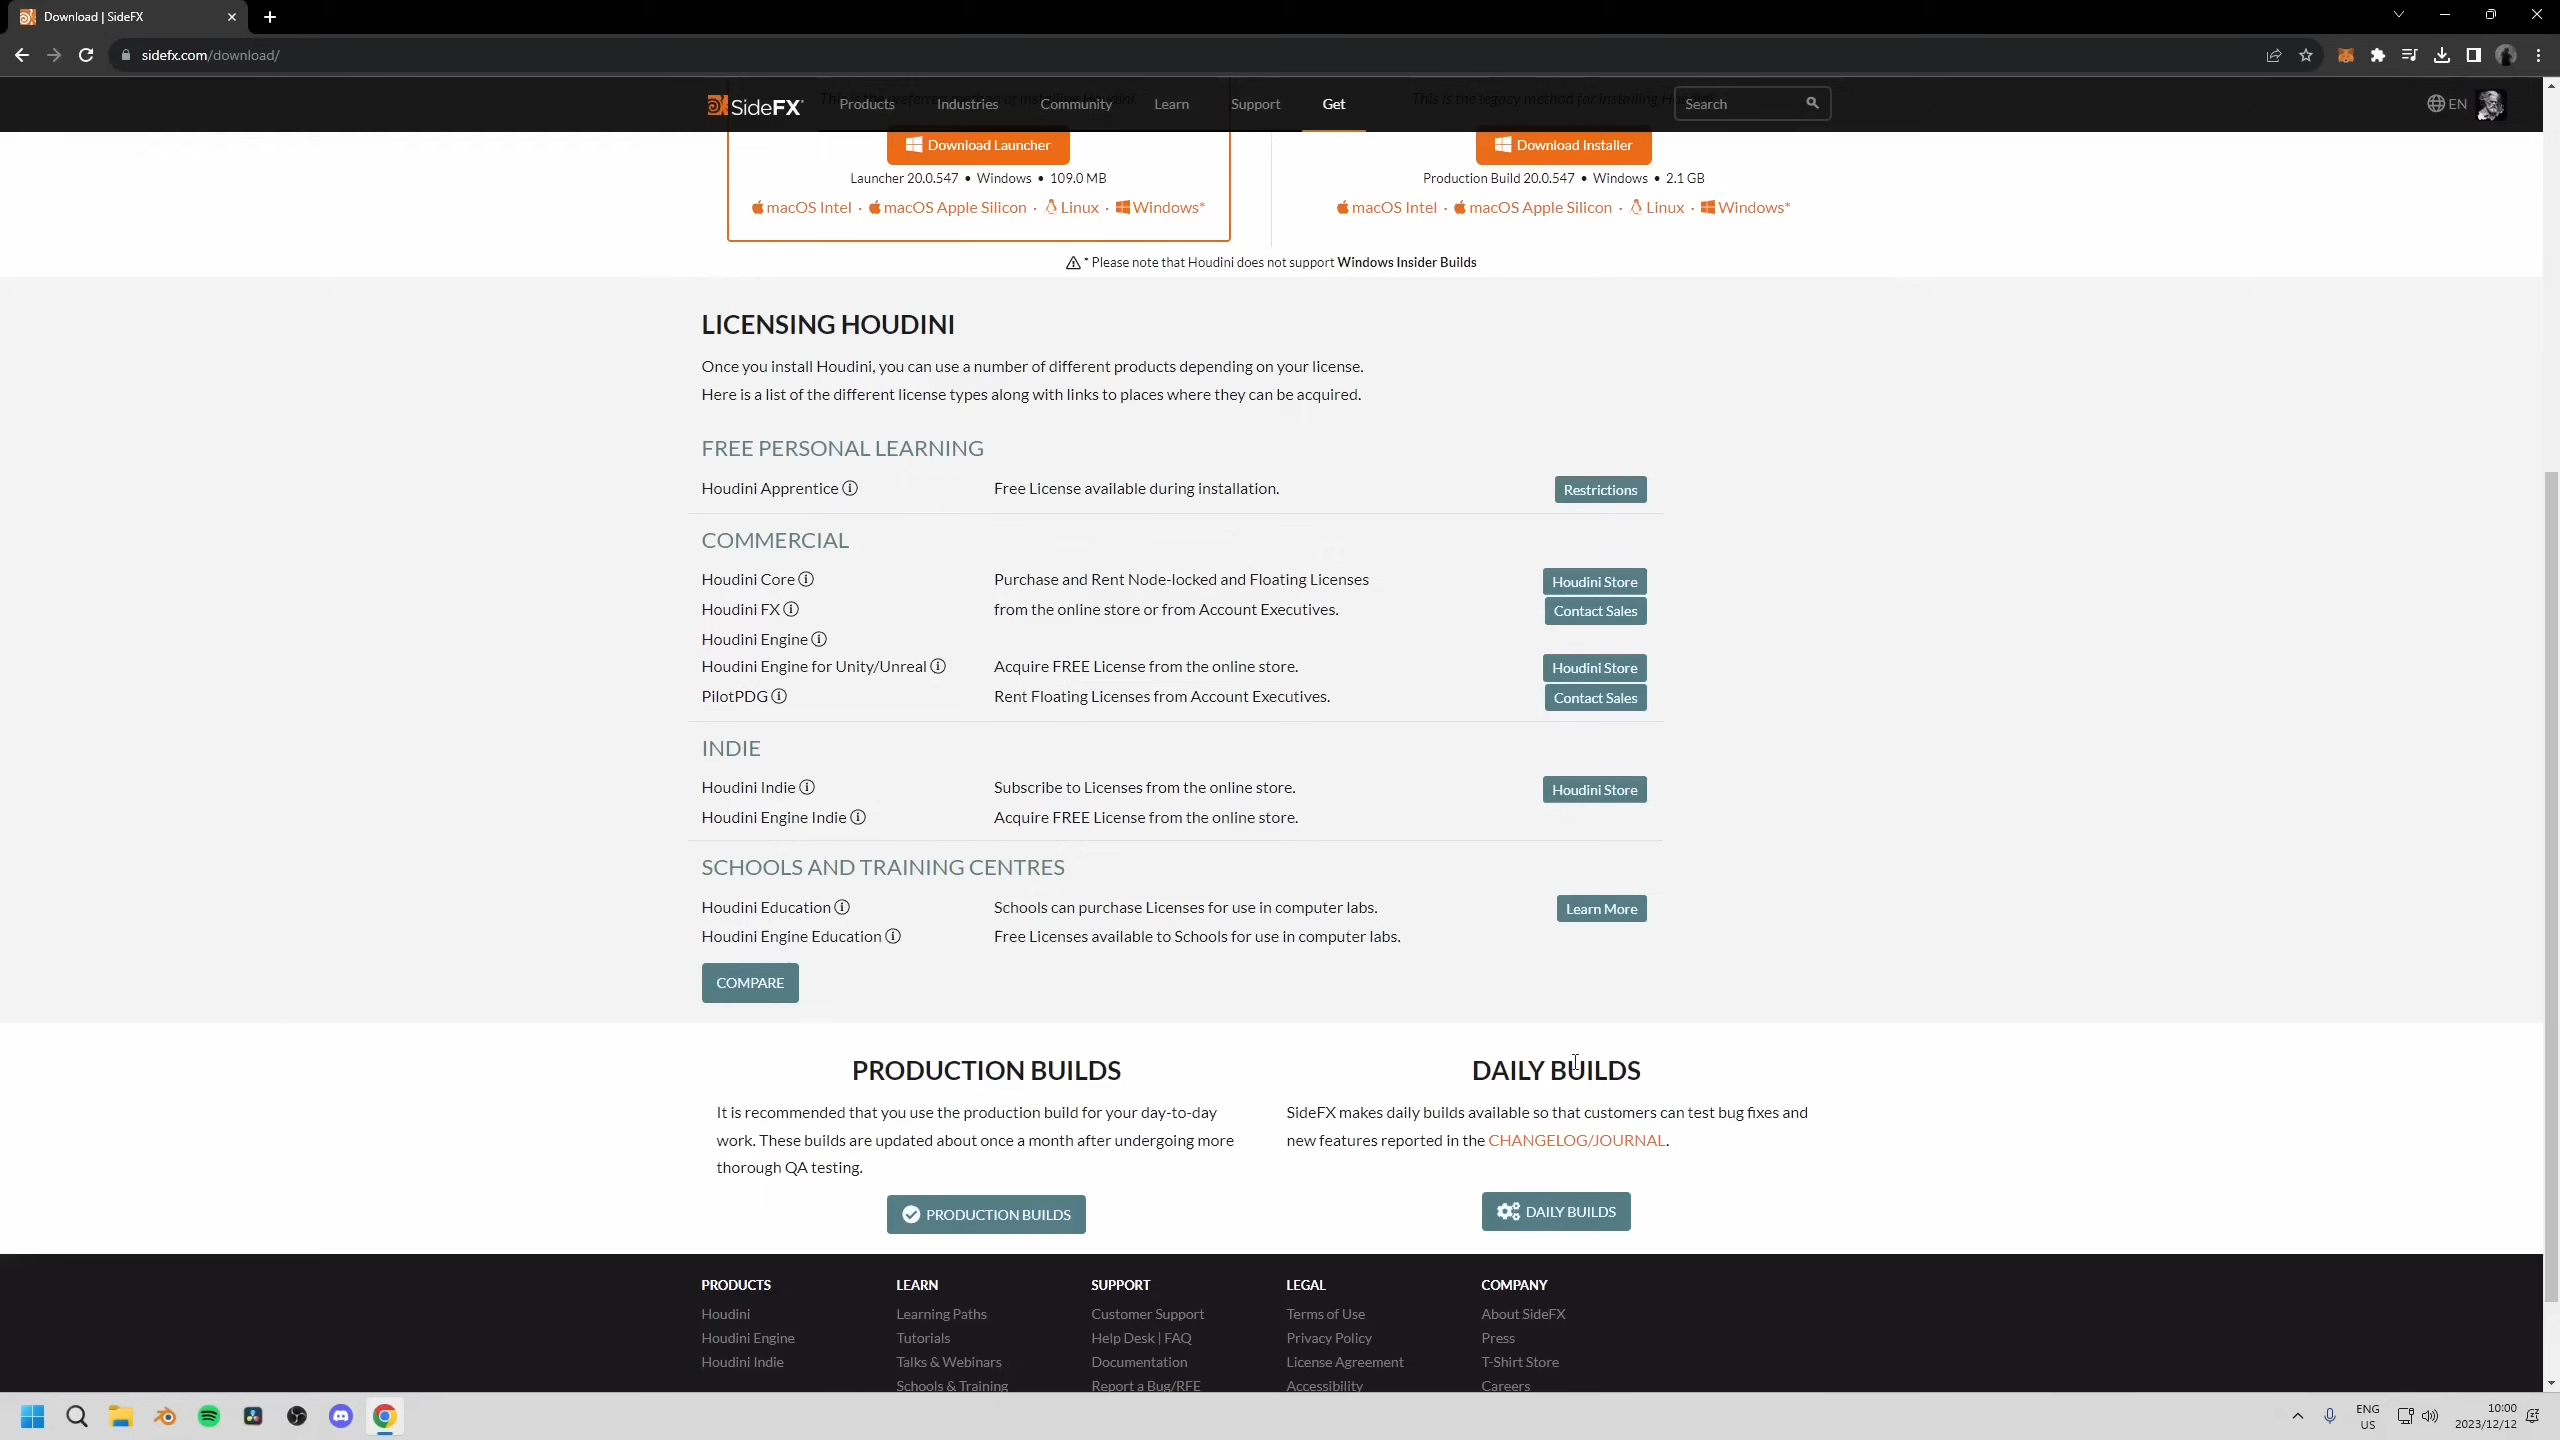 Download | SideFX
sidefx.com/download/
SideFX
Products
Industries
Community
Learn
Support
Get
Search
EN
Download Launcher
Launcher 20.0.547 • Windows • 109.0 MB
macOS Intel · macOS Apple Silicon · Linux · Windows*
Download Installer
Production Build 20.0.547 • Windows • 2.1 GB
macOS Intel · macOS Apple Silicon · Linux · Windows*
* Please note that Houdini does not support Windows Insider Builds
LICENSING HOUDINI
Once you install Houdini, you can use a number of different products depending on your license.
Here is a list of the different license types along with links to places where they can be acquired.
FREE PERSONAL LEARNING
Houdini Apprentice Free License available during installation. Restrictions
COMMERCIAL
Houdini Core Purchase and Rent Node-locked and Floating Licenses Houdini Store
Houdini FX from the online store or from Account Executives. Contact Sales
Houdini Engine
Houdini Engine for Unity/Unreal Acquire FREE License from the online store. Houdini Store
PilotPDG Rent Floating Licenses from Account Executives. Contact Sales
INDIE
Houdini Indie Subscribe to Licenses from the online store. Houdini Store
Houdini Engine Indie Acquire FREE License from the online store.
SCHOOLS AND TRAINING CENTRES
Houdini Education Schools can purchase Licenses for use in computer labs. Learn More
Houdini Engine Education Free Licenses available to Schools for use in computer labs.
COMPARE
PRODUCTION BUILDS
It is recommended that you use the production build for your day-to-day
work. These builds are updated about once a month after undergoing more
thorough QA testing.
PRODUCTION BUILDS
DAILY BUILDS
SideFX makes daily builds available so that customers can test bug fixes and
new features reported in the CHANGELOG/JOURNAL.
DAILY BUILDS
PRODUCTS
Houdini
Houdini Engine
Houdini Indie
LEARN
Learning Paths
Tutorials
Talks & Webinars
Schools & Training
SUPPORT
Customer Support
Help Desk | FAQ
Documentation
Report a Bug/RFE
LEGAL
Terms of Use
Privacy Policy
License Agreement
Accessibility
COMPANY
About SideFX
Press
T-Shirt Store
Careers
ENG
US
10:00
2023/12/12